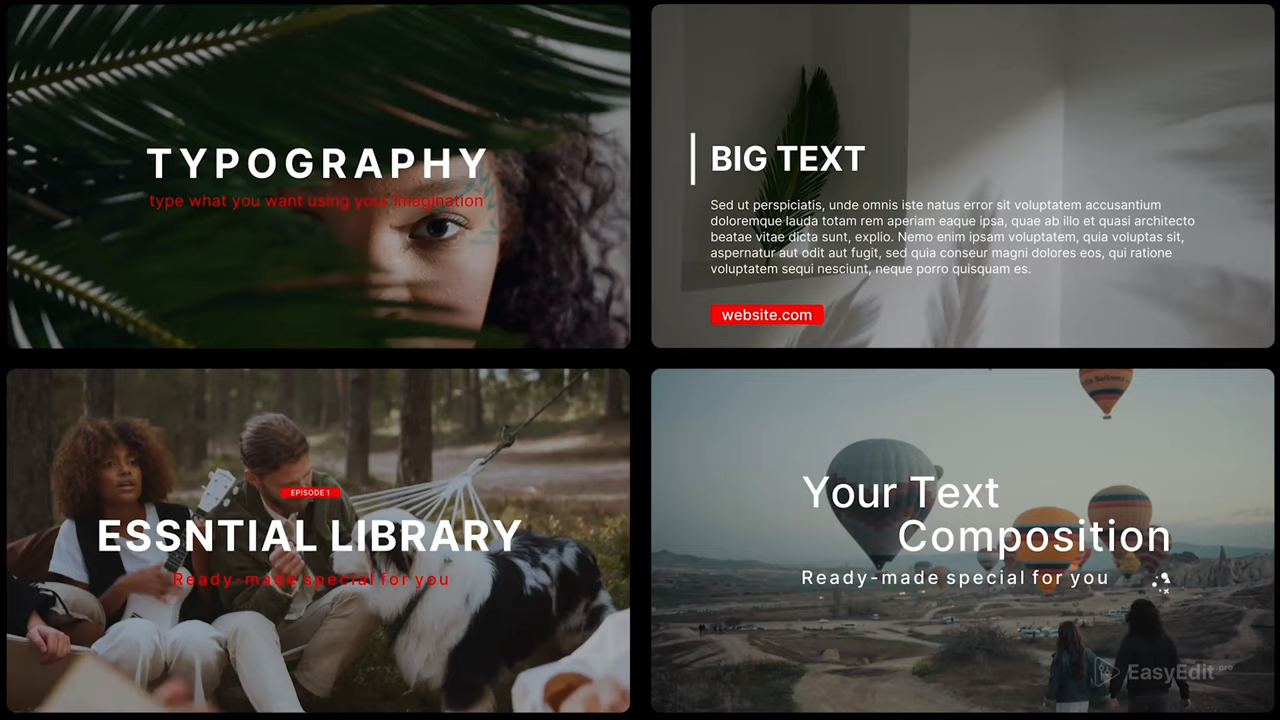 TYPOGRAPHY
type what you want using your imagination
BIG TEXT
Sed ut perspiciatis, unde omnis iste natus error sit voluptatem accusantium
doloremque lauda totam rem aperiam eaque ipsa, quae ab illo et quasi architecto
beatae vitae dicta sunt, explio. Nemo enim ipsam voluptatem, quia voluptas sit,
aspernatur aut odit aut fugit, sed quia conseur magni dolores eos, qui ratione
voluptatem sequi nesciunt, neque porro quisquam es.
website.com
EPISODE 1
ESSNTIAL LIBRARY
Ready-made special for you
Your Text
Composition
Ready-made special for you
EasyEdit.pro